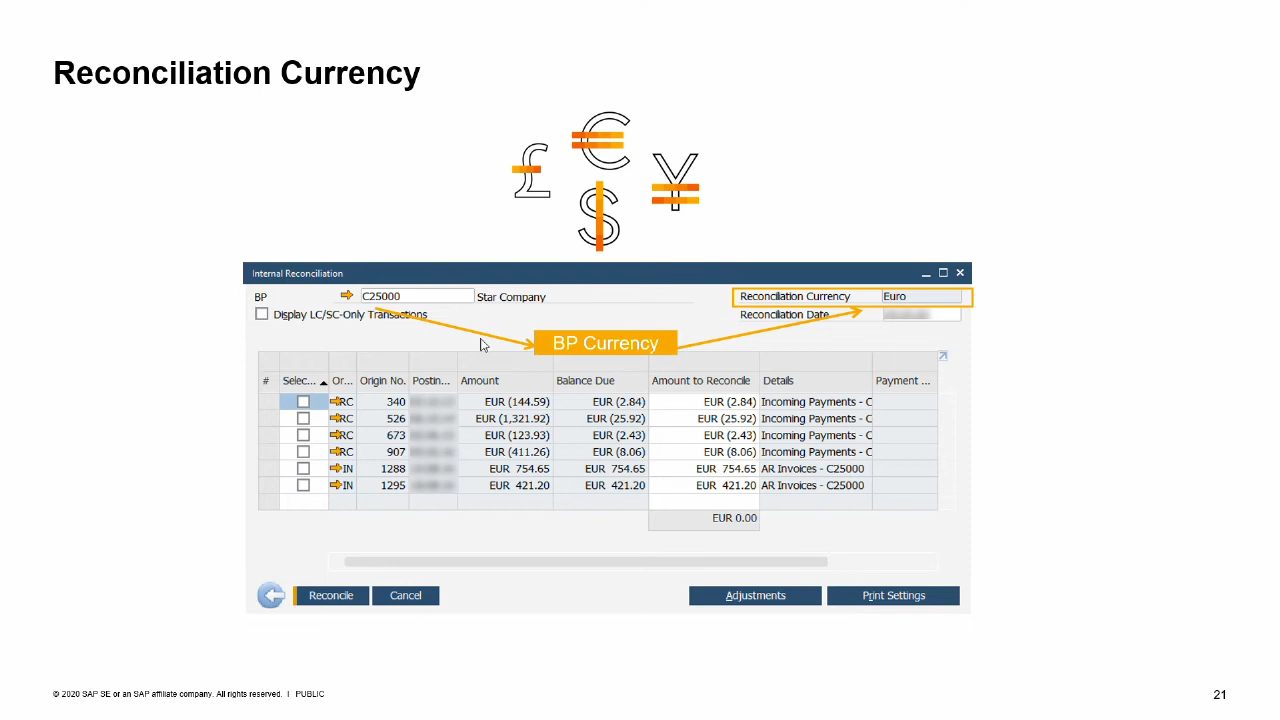 Reconciliation Currency
£ € $ ¥
Internal Reconciliation
BP C25000 Star Company Reconciliation Currency Euro
Display LC/SC-Only Transactions Reconciliation Date
BP Currency
# Selec... Or... Origin No. Postin... Amount Balance Due Amount to Reconcile Details Payment ...
RC 340 EUR (144.59) EUR (2.84) EUR (2.84) Incoming Payments - C
RC 526 EUR (1,321.92) EUR (25.92) EUR (25.92) Incoming Payments - C
RC 673 EUR (123.93) EUR (2.43) EUR (2.43) Incoming Payments - C
RC 907 EUR (411.26) EUR (8.06) EUR (8.06) Incoming Payments - C
IN 1288 EUR 754.65 EUR 754.65 EUR 754.65 AR Invoices - C25000
IN 1295 EUR 421.20 EUR 421.20 EUR 421.20 AR Invoices - C25000
EUR 0.00
Reconcile Cancel Adjustments Print Settings
© 2020 SAP SE or an SAP affiliate company. All rights reserved. I PUBLIC 21